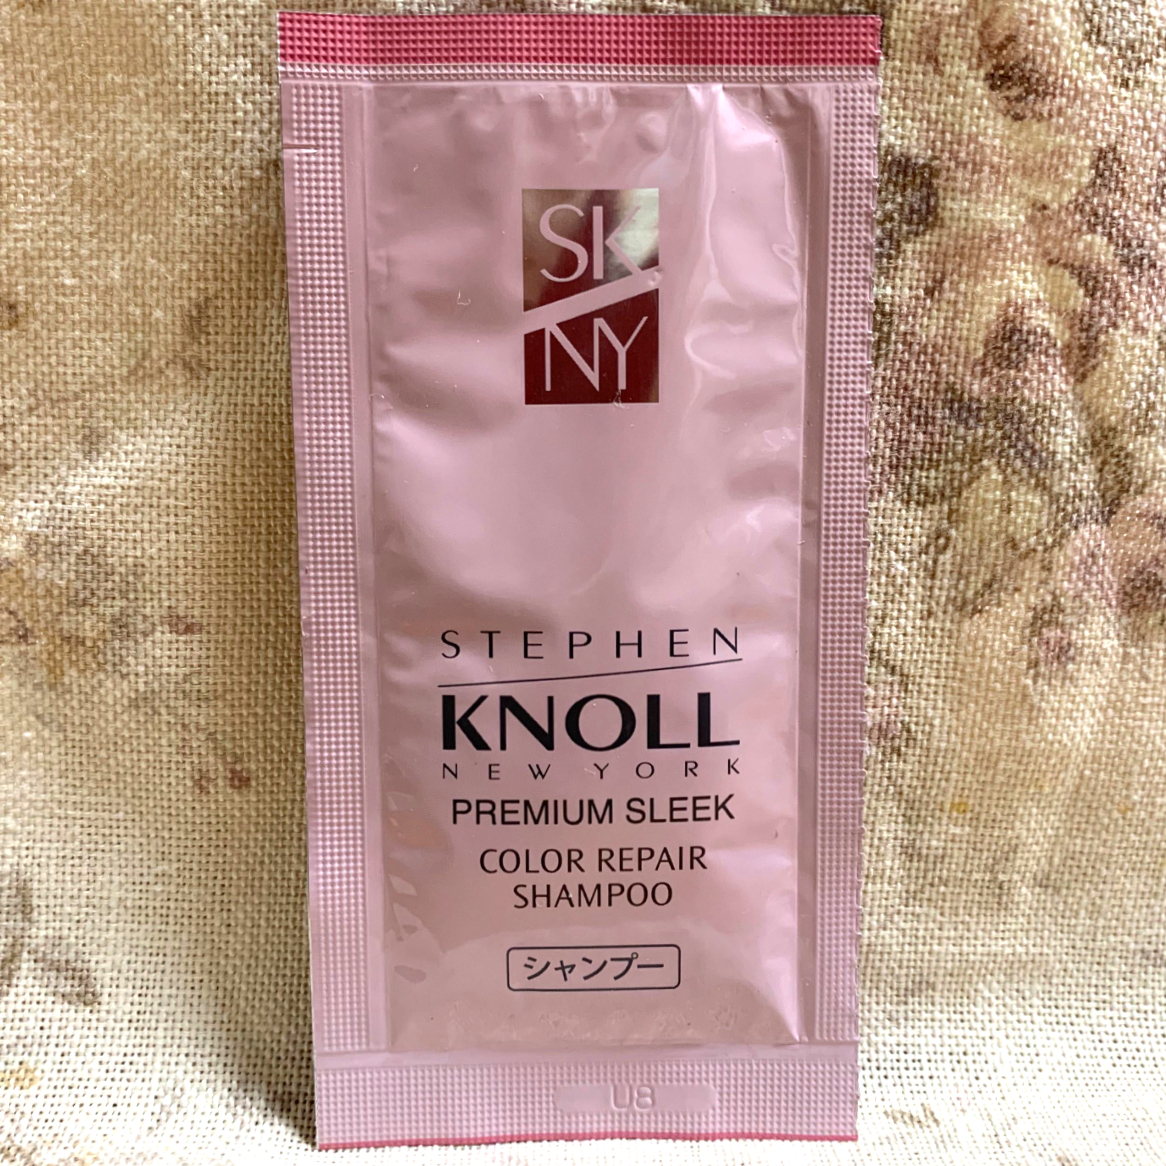 SK
NY
STEPHEN
KNOLL
NEW YORK
PREMIUM SLEEK
COLOR REPAIR
SHAMPOO
シャンプー
U8